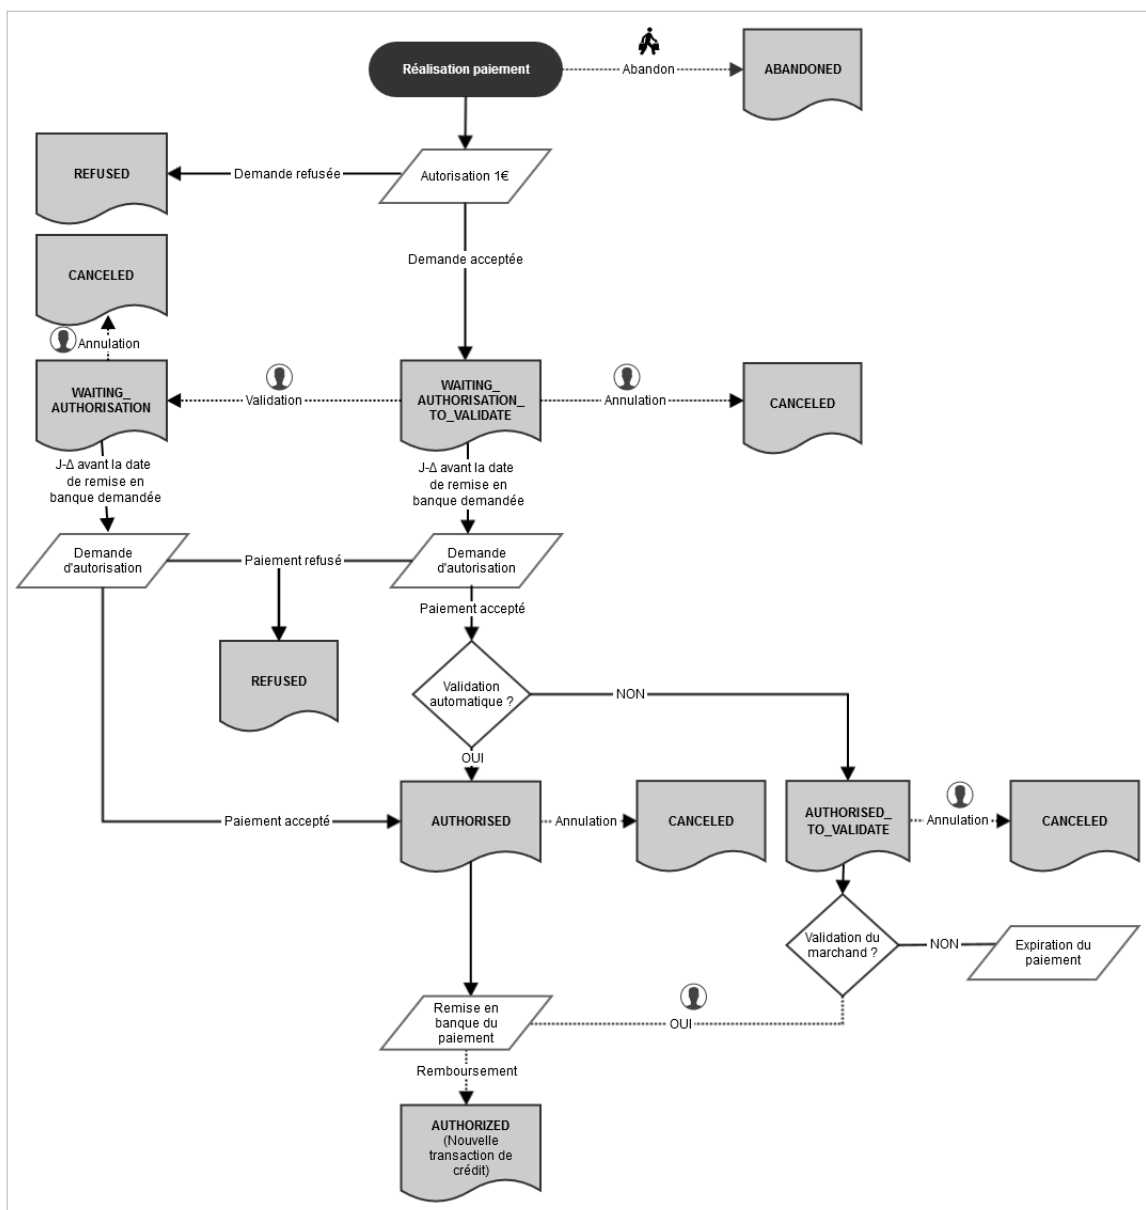 Réalisation paiement
Abandon
ABANDONED
REFUSED
Demande refusée
Autorisation 1€
CANCELED
Demande acceptée
Annulation
WAITING_
AUTHORISATION
Validation
WAITING_
AUTHORISATION_
TO_VALIDATE
Annulation
CANCELED
J-Δ avant la date
de remise en
banque demandée
J-Δ avant la date
de remise en
banque demandée
Demande
d'autorisation
Paiement refusé
Demande
d'autorisation
Paiement accepté
REFUSED
Validation
automatique ?
NON
OUI
Paiement accepté
AUTHORISED
Annulation
CANCELED
AUTHORISED_
TO_VALIDATE
Annulation
CANCELED
Validation du
marchand ?
NON
Expiration du
paiement
Remise en
banque du
paiement
OUI
Remboursement
AUTHORIZED
(Nouvelle
transaction de
crédit)